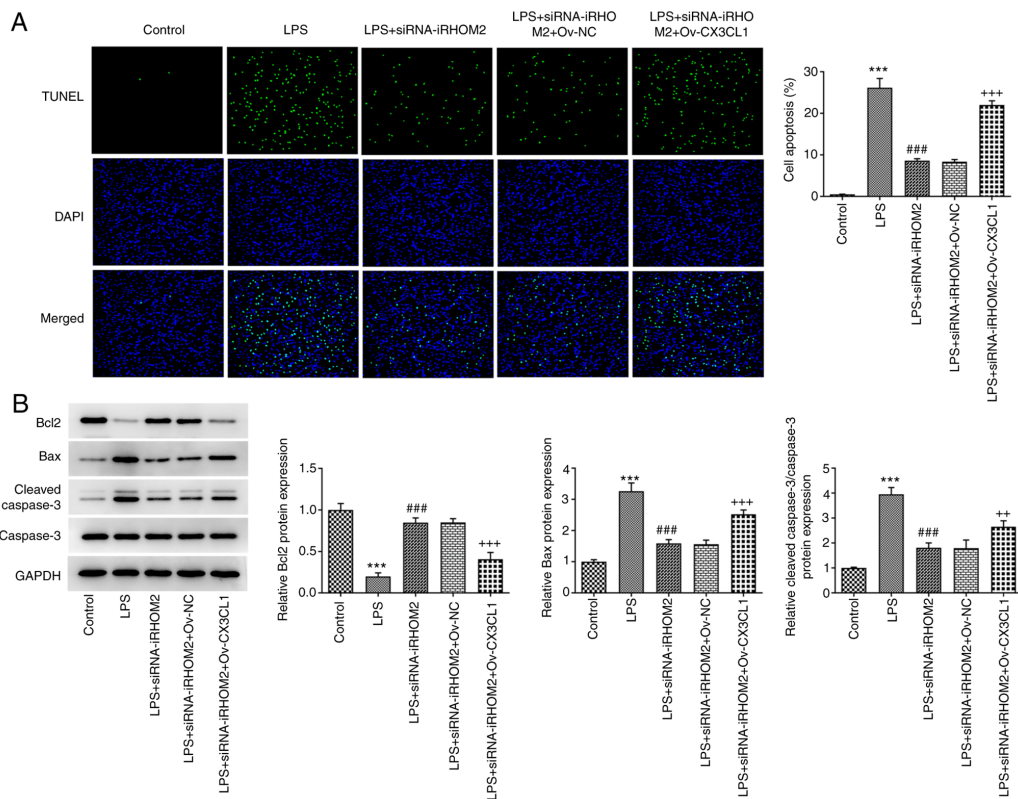 A
Control
LPS
LPS+siRNA-iRHOM2
LPS+siRNA-iRHO
M2+Ov-NC
LPS+siRNA-iRHO
M2+Ov-CX3CL1
TUNEL
DAPI
Merged
Cell apoptosis (%)
30
20
10
0
***
###
+++
Control
LPS
LPS+siRNA-iRHOM2
LPS+siRNA-iRHOM2+Ov-NC
LPS+siRNA-iRHOM2+Ov-CX3CL1
B
Bcl2
Bax
Cleaved
caspase-3
Caspase-3
GAPDH
Control
LPS
LPS+siRNA-iRHOM2
LPS+siRNA-iRHOM2+Ov-NC
LPS+siRNA-iRHOM2+Ov-CX3CL1
Relative Bcl2 protein expression
1.5
1.0
0.5
0.0
***
###
+++
Control
LPS
LPS+siRNA-iRHOM2
LPS+siRNA-iRHOM2+Ov-NC
LPS+siRNA-iRHOM2+Ov-CX3CL1
Relative Bax protein expression
4
3
2
1
0
***
###
+++
Control
LPS
LPS+siRNA-iRHOM2
LPS+siRNA-iRHOM2+Ov-NC
LPS+siRNA-iRHOM2+Ov-CX3CL1
Relative cleaved caspase-3/caspase-3
protein expression
5
4
3
2
1
0
***
###
++
Control
LPS
LPS+siRNA-iRHOM2
LPS+siRNA-iRHOM2+Ov-NC
LPS+siRNA-iRHOM2+Ov-CX3CL1